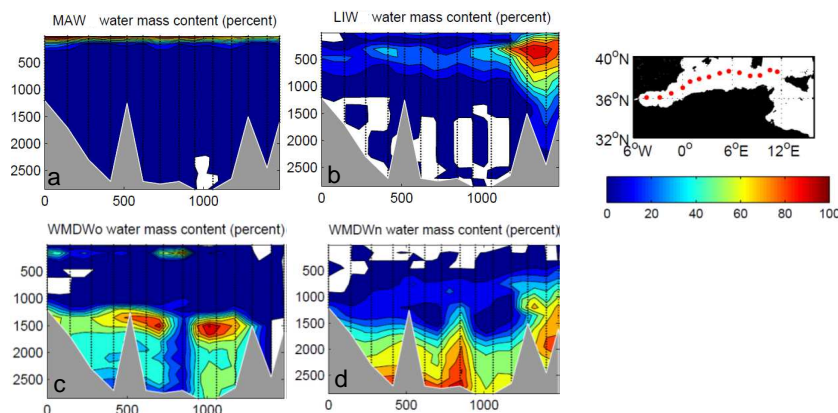 MAW water mass content (percent)
500
1000
1500
2000
2500
0 500 1000
a
LIW water mass content (percent)
500
1000
1500
2000
2500
0 500 1000
b
40°N
36°N
32°N
6°W 0° 6°E 12°E
0 20 40 60 80 100
WMDWo water mass content (percent)
500
1000
1500
2000
2500
0 500 1000
c
WMDWn water mass content (percent)
500
1000
1500
2000
2500
0 500 1000
d